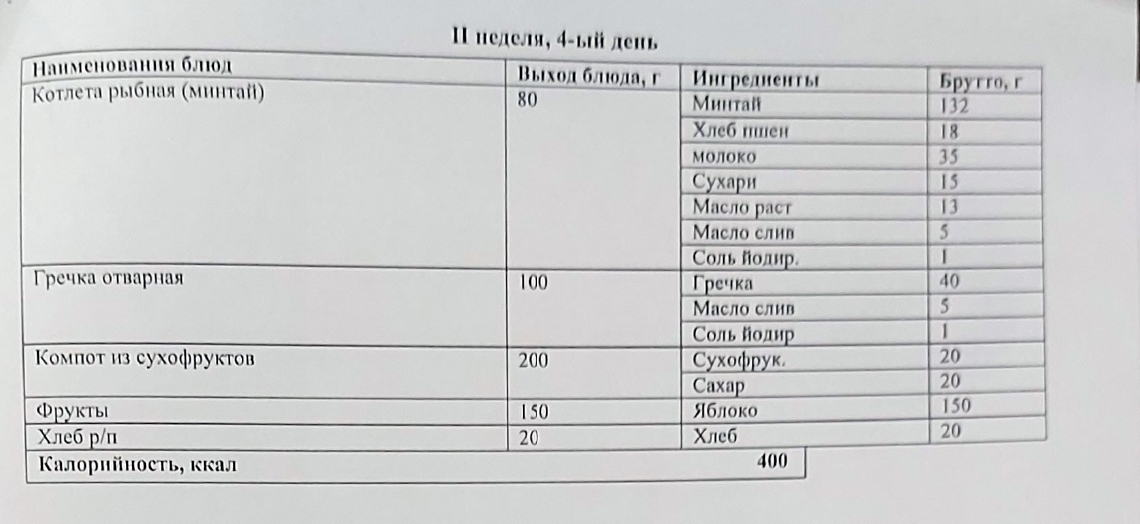 II неделя, 4-ый день
Наименования блюд Выход блюда, г Ингредиенты Брутто, г
Котлета рыбная (минтай) 80 Минтай 132
Хлеб пшен 18
молоко 35
Сухари 15
Масло раст 13
Масло слив 5
Соль йодир. 1
Гречка отварная 100 Гречка 40
Масло слив 5
Соль йодир 1
Компот из сухофруктов 200 Сухофрук. 20
Сахар 20
Фрукты 150 Яблоко 150
Хлеб р/п 20 Хлеб 20
Калорийность, ккал 400